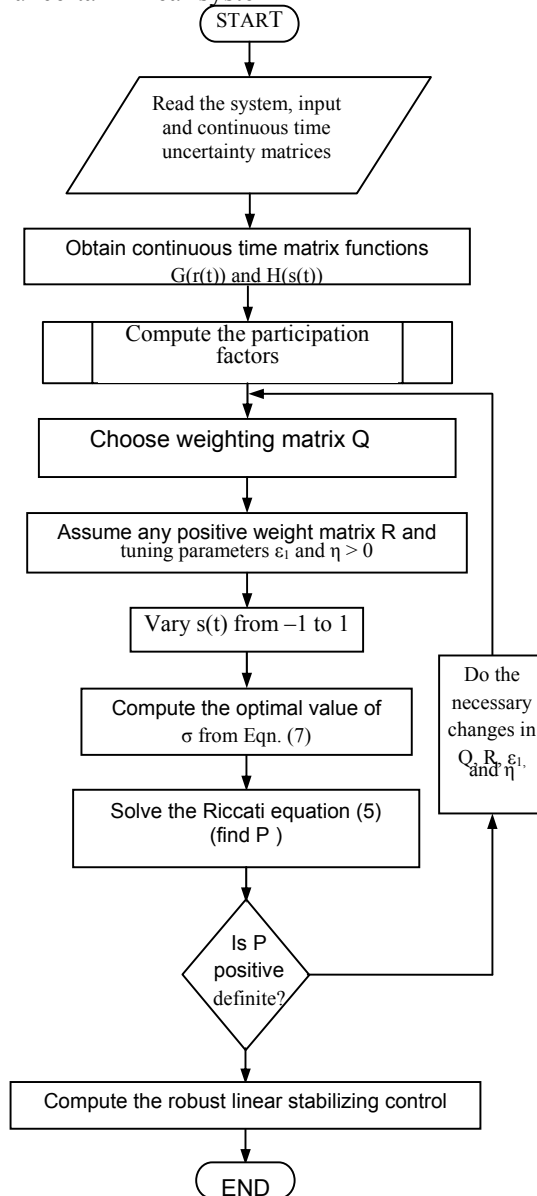 START
Read the system, input
and continuous time
uncertainty matrices
Obtain continuous time matrix functions
G(r(t)) and H(s(t))
Compute the participation
factors
Choose weighting matrix Q
Assume any positive weight matrix R and
tuning parameters ε₁ and η > 0
Vary s(t) from –1 to 1
Compute the optimal value of
σ from Eqn. (7)
Solve the Riccati equation (5)
(find P )
Is P
positive
definite?
Do the
necessary
changes in
Q, R, ε₁,
and η
Compute the robust linear stabilizing control
END